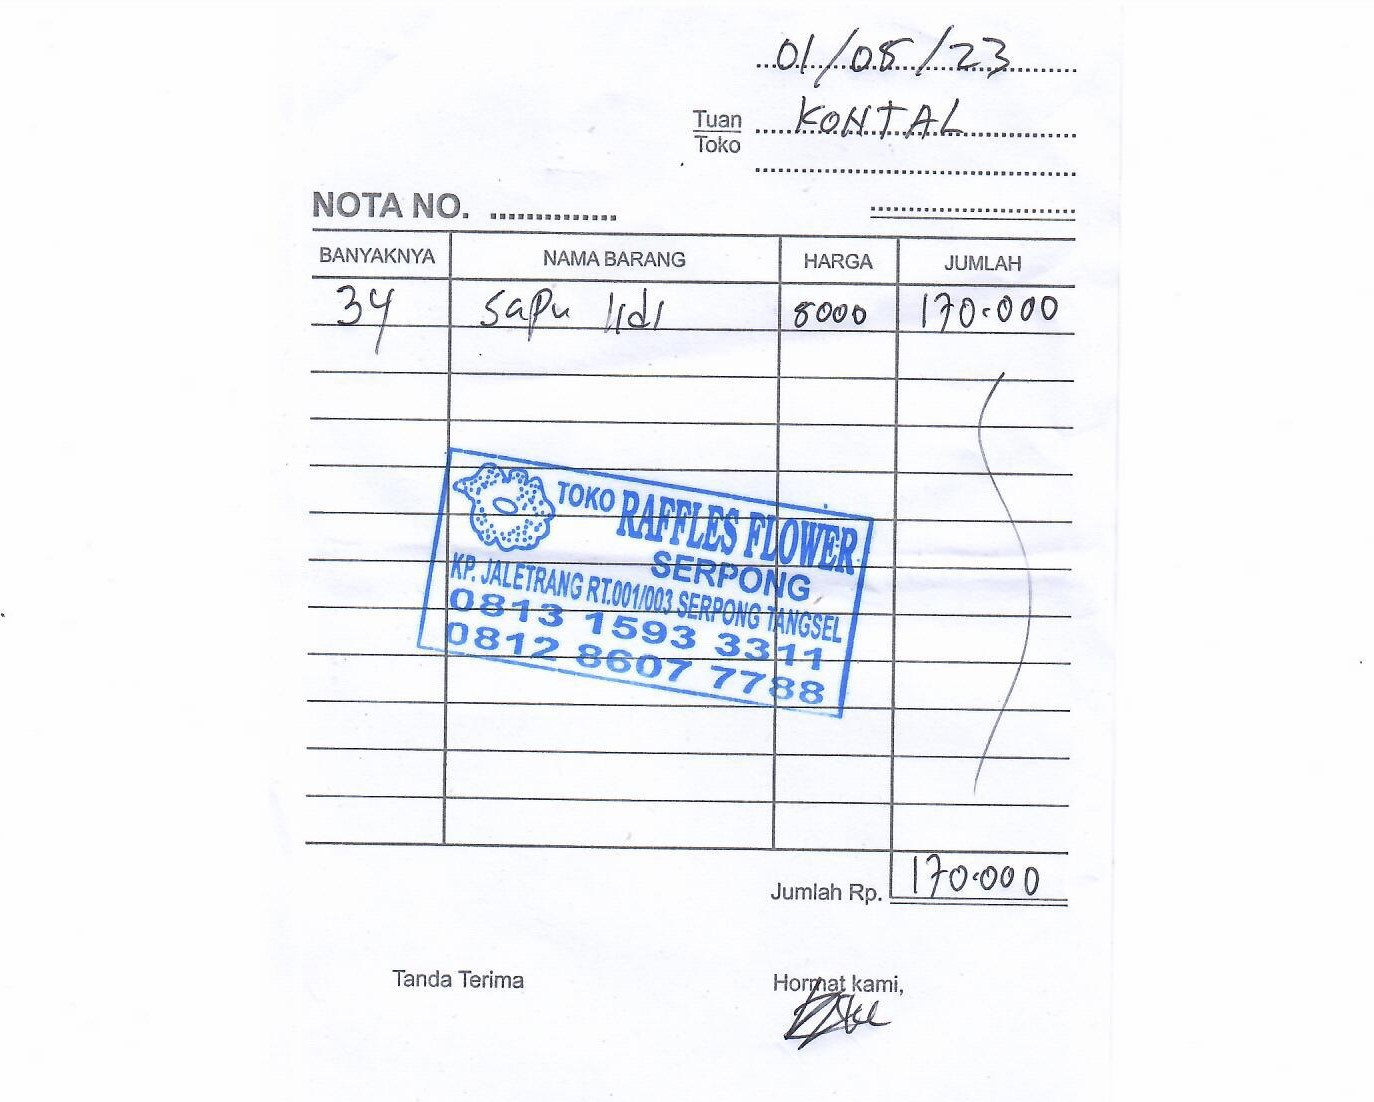 01/08/23
Tuan KONTAL
Toko
NOTA NO.
BANYAKNYA NAMA BARANG HARGA JUMLAH
34 sapu lidi 8000 170.000
TOKO RAFFLES FLOWER
SERPONG
KP. JALETRANG RT.001/003 SERPONG TANGSEL
0813 1593 3311
0812 8607 7788
Jumlah Rp. 170.000
Tanda Terima Hormat kami,